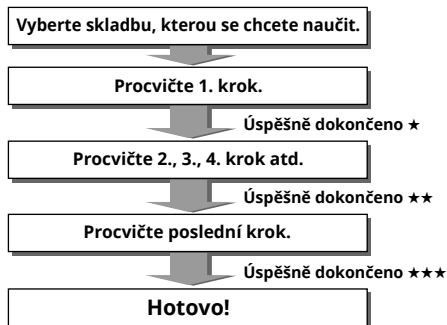 Vyberte skladbu, kterou se chcete naučit.
Procvičte 1. krok.
Úspěšně dokončeno ★
Procvičte 2., 3., 4. krok atd.
Úspěšně dokončeno ★★
Procvičte poslední krok.
Úspěšně dokončeno ★★★
Hotovo!